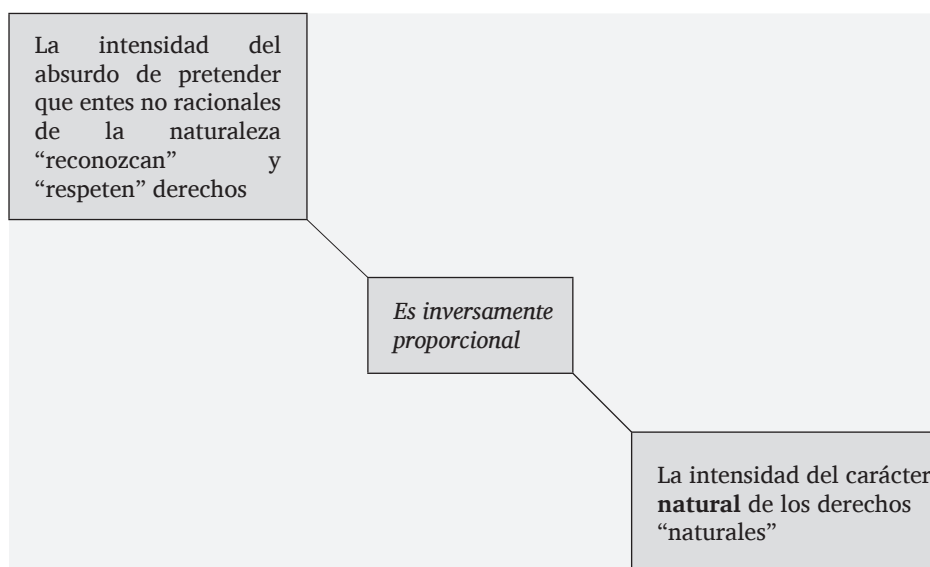 La intensidad del
absurdo de pretender
que entes no racionales
de la naturaleza
“reconozcan” y
“respeten” derechos
Es inversamente
proporcional
La intensidad del carácter
natural de los derechos
“naturales”